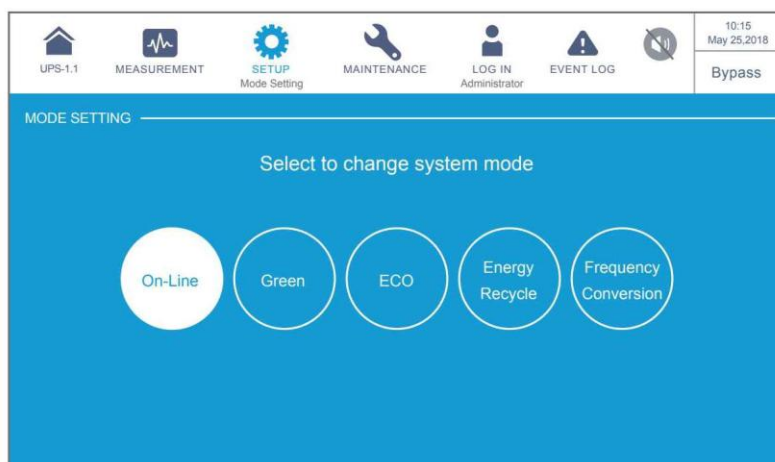 UPS-1.1
MEASUREMENT
SETUP
Mode Setting
MAINTENANCE
LOG IN
Administrator
EVENT LOG
10:15
May 25,2018
Bypass
MODE SETTING
Select to change system mode
On-Line
Green
ECO
Energy
Recycle
Frequency
Conversion